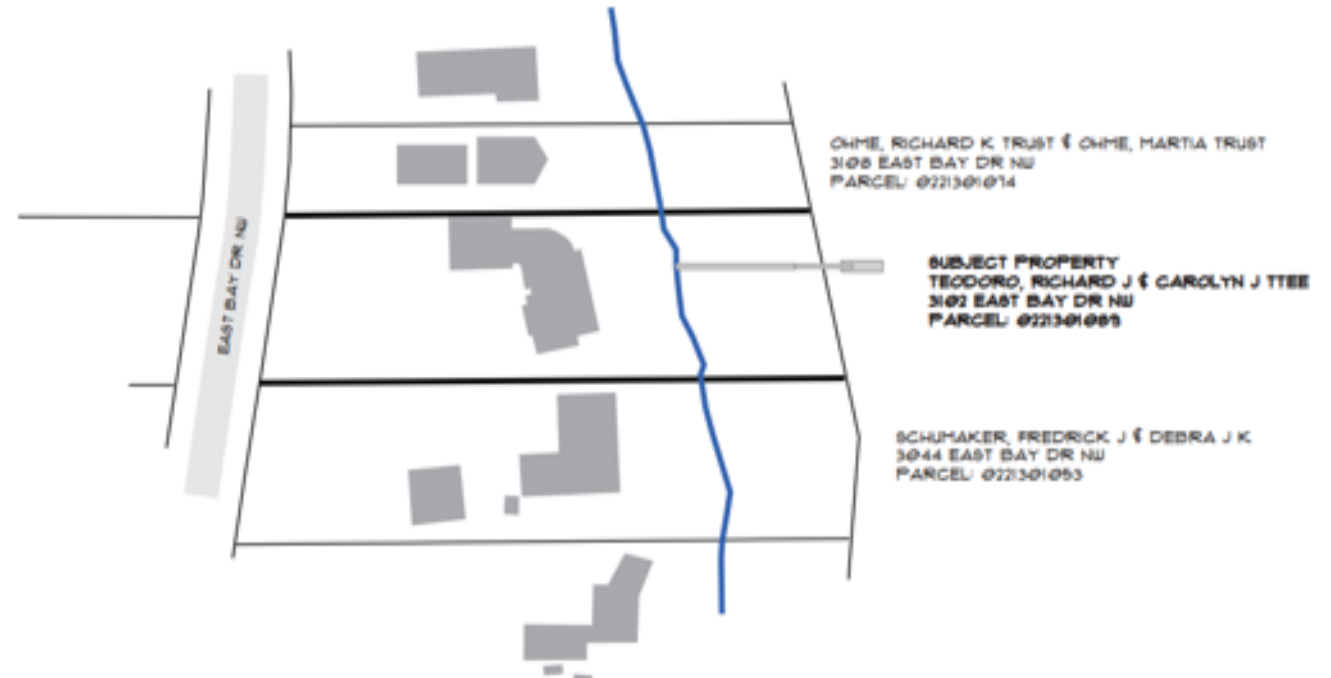 OHME, RICHARD K TRUST & OHME, MARTIA TRUST
3108 EAST BAY DR NW
PARCEL: 0221301074
EAST BAY DR NW
SUBJECT PROPERTY
TEODORO, RICHARD J & CAROLYN J TTEE
3102 EAST BAY DR NW
PARCEL:
SCHUMAKER, FREDRICK J & DEBRA J K
3044 EAST BAY DR NW
PARCEL: 0221301053